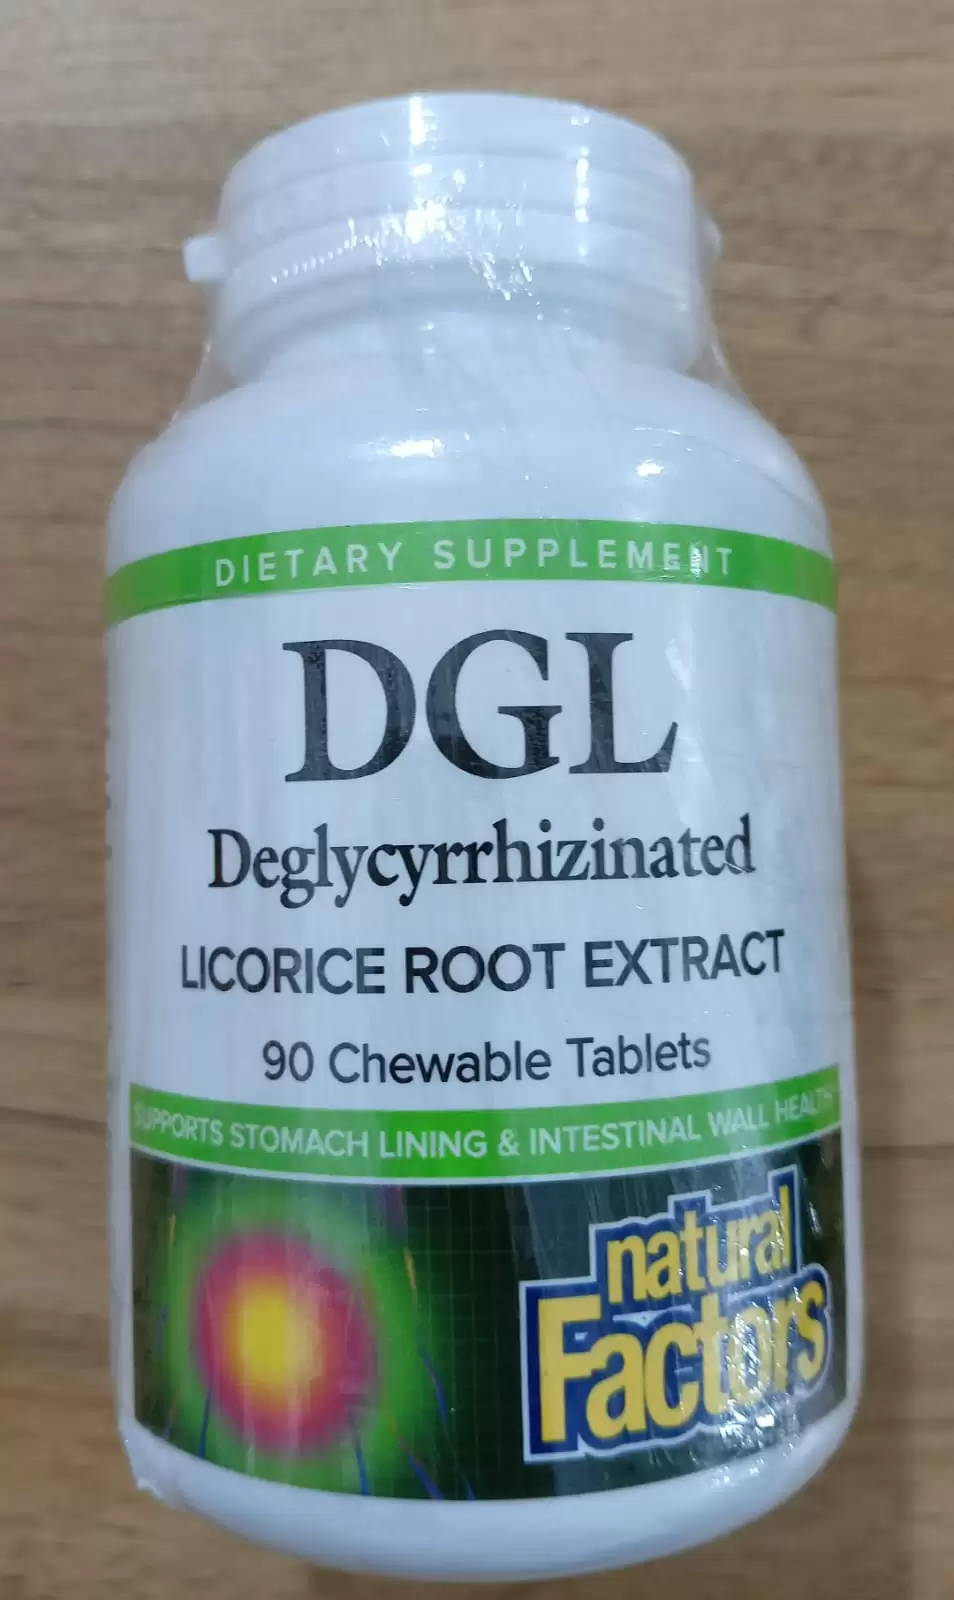 DIETARY SUPPLEMENT
DGL
Deglycyrrhizinated
LICORICE ROOT EXTRACT
90 Chewable Tablets
SUPPORTS STOMACH LINING & INTESTINAL WALL HEALTH
natural
Factors